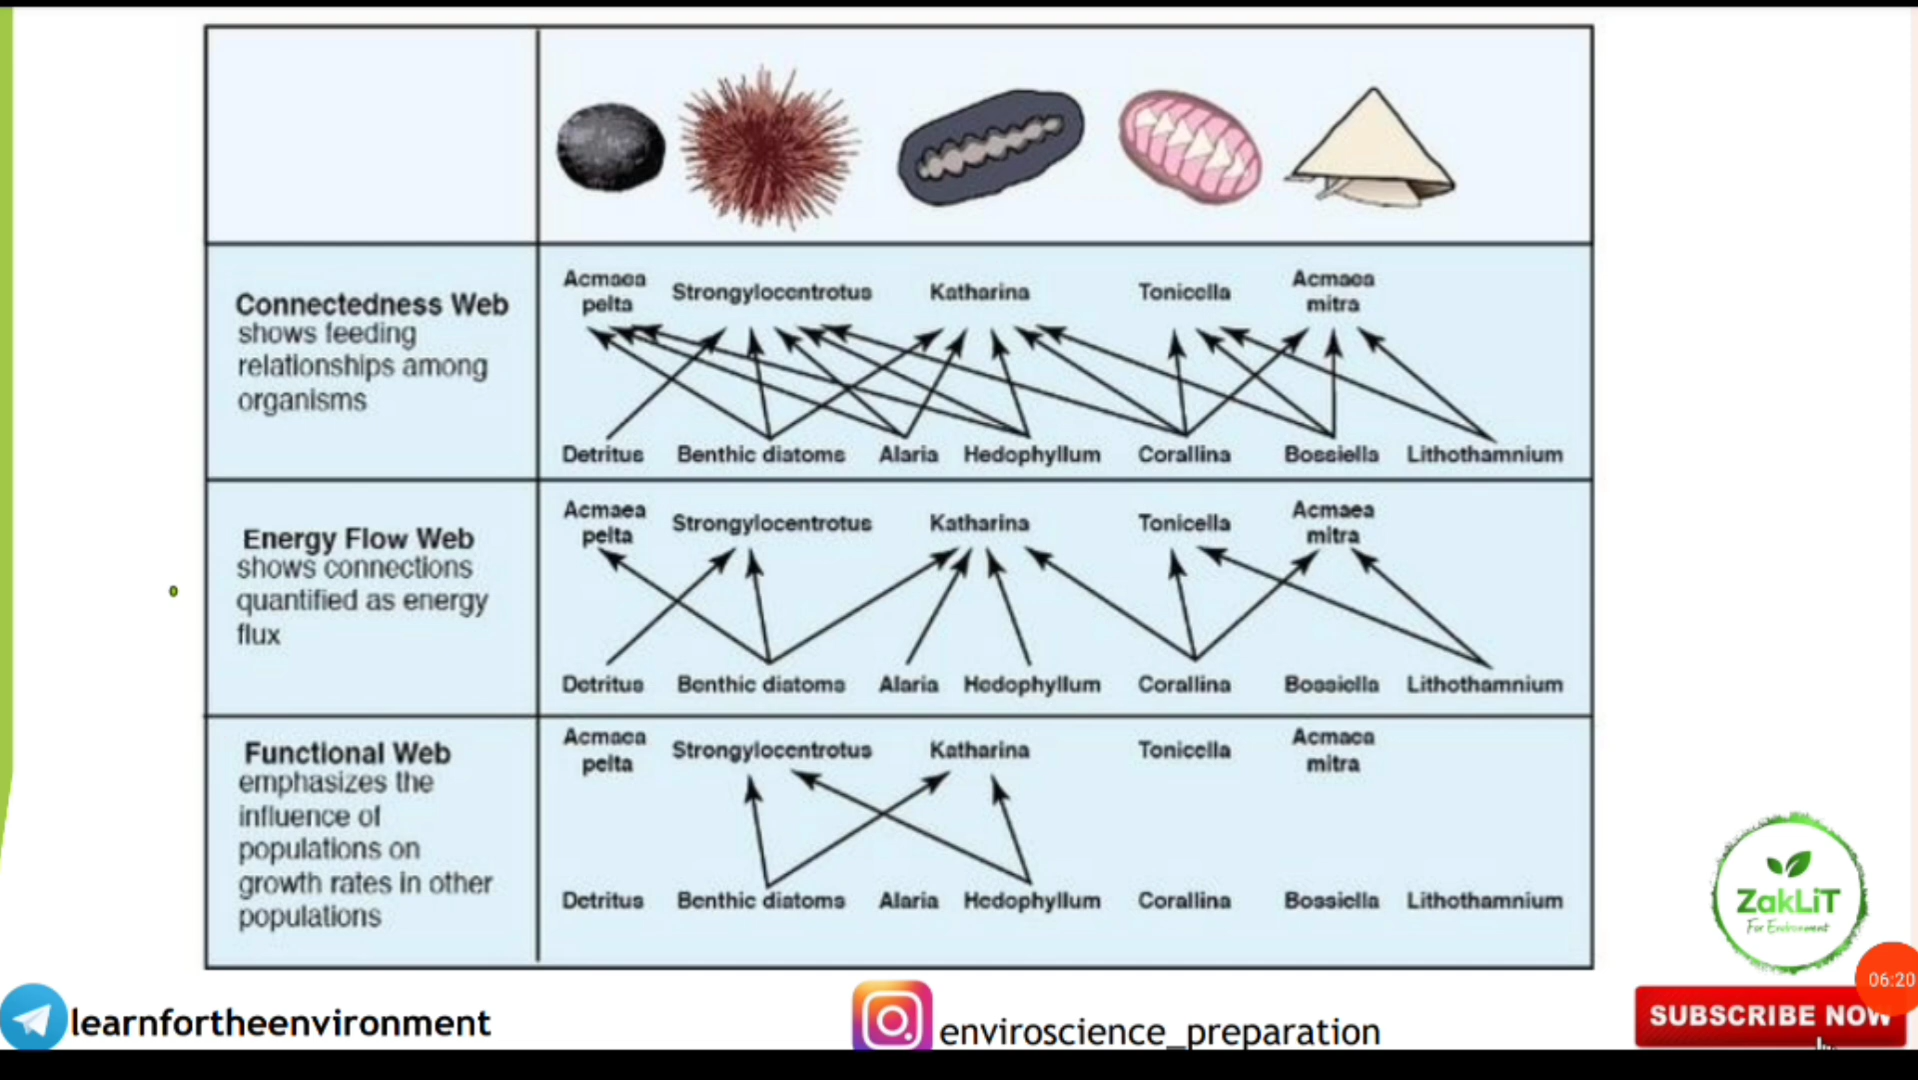 Connectedness Web
shows feeding
relationships among
organisms
Acmaea
pelta
Strongylocentrotus
Katharina
Tonicella
Acmaea
mitra
Detritus
Benthic diatoms
Alaria
Hedophyllum
Corallina
Bossiella
Lithothamnium
Energy Flow Web
shows connections
quantified as energy
flux
Acmaea
pelta
Strongylocentrotus
Katharina
Tonicella
Acmaea
mitra
Detritus
Benthic diatoms
Alaria
Hedophyllum
Corallina
Bossiella
Lithothamnium
Functional Web
emphasizes the
influence of
populations on
growth rates in other
populations
Acmaea
pelta
Strongylocentrotus
Katharina
Tonicella
Acmaea
mitra
Detritus
Benthic diatoms
Alaria
Hedophyllum
Corallina
Bossiella
Lithothamnium
ZakLiT
For Environment
06:20
learnfortheenvironment
enviroscience_preparation
SUBSCRIBE NOW